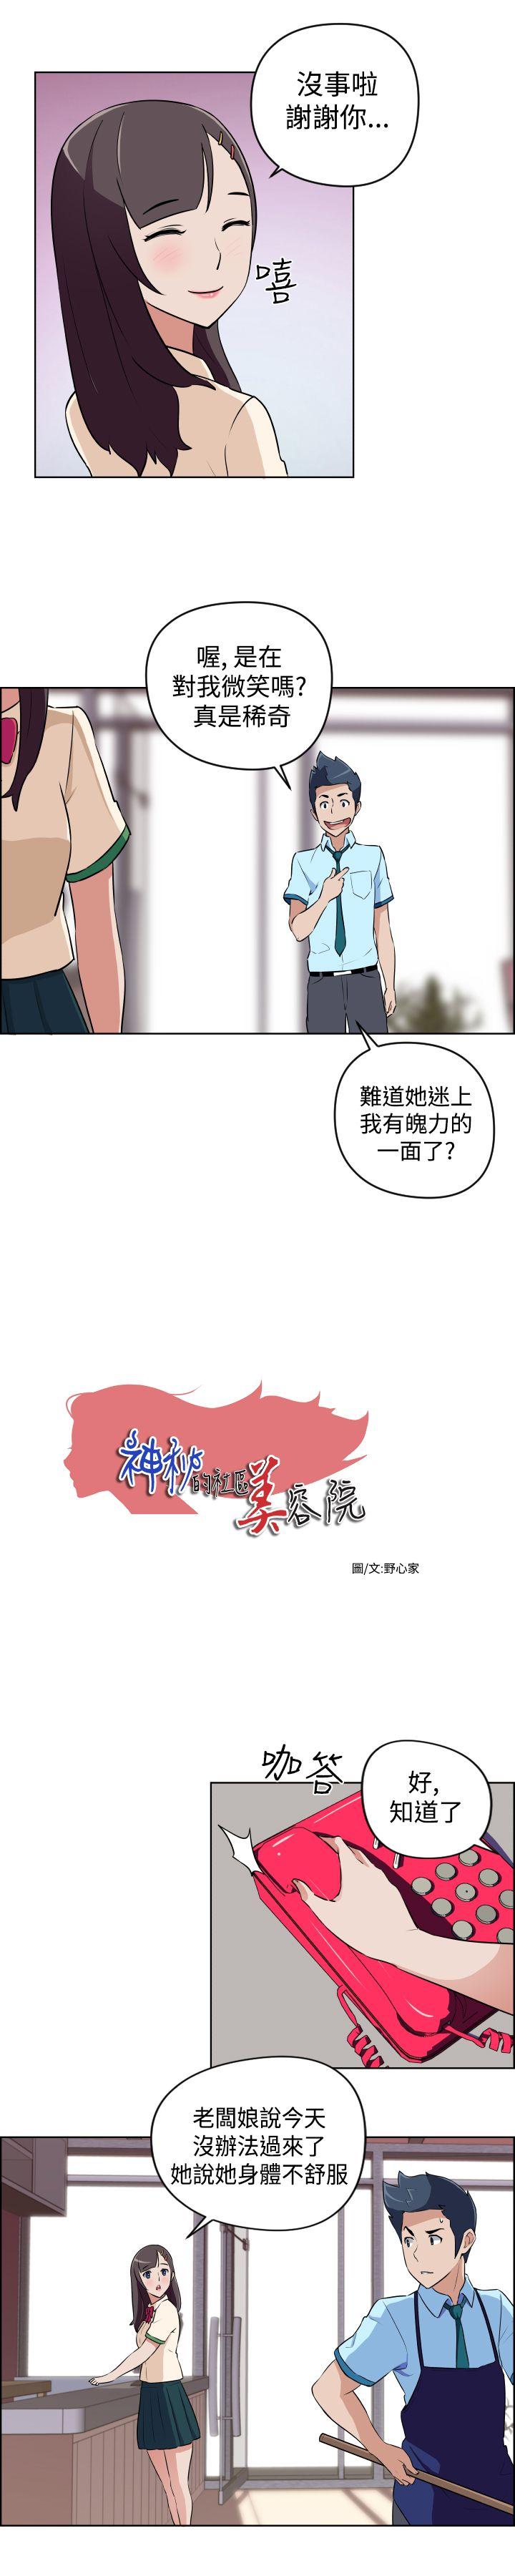 沒事啦
謝謝你...
嘻
喔, 是在
對我微笑嗎?
真是稀奇
難道她迷上
我有魄力的
一面了?
神秘的社區美容院
圖/文:野心家
咖答
好,
知道了
老闆娘說今天
沒辦法過來了
她說她身體不舒服